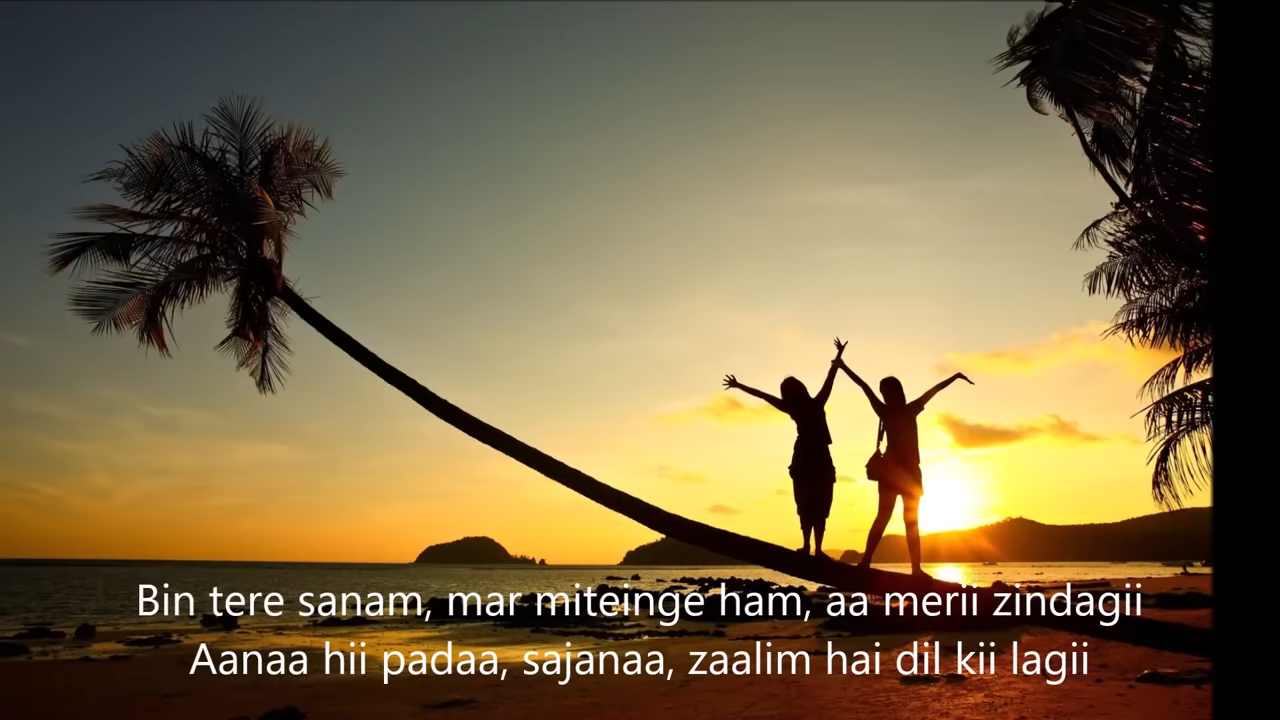 Bin tere sanam, mar miteinge ham, aa merii zindagii
Aanaa hii padaa, sajanaa, zaalim hai dil kii lagii